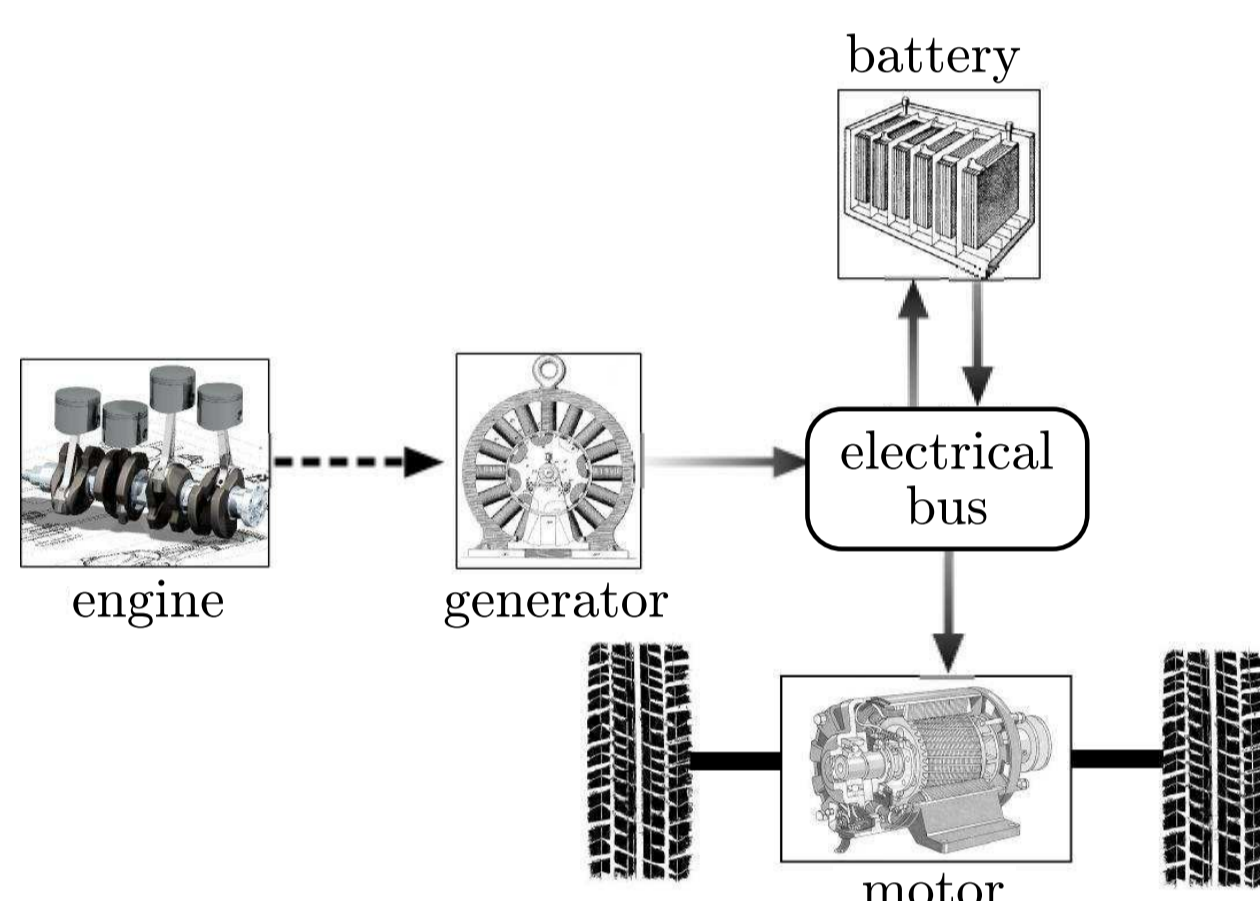 battery
electrical
bus
engine
generator
motor